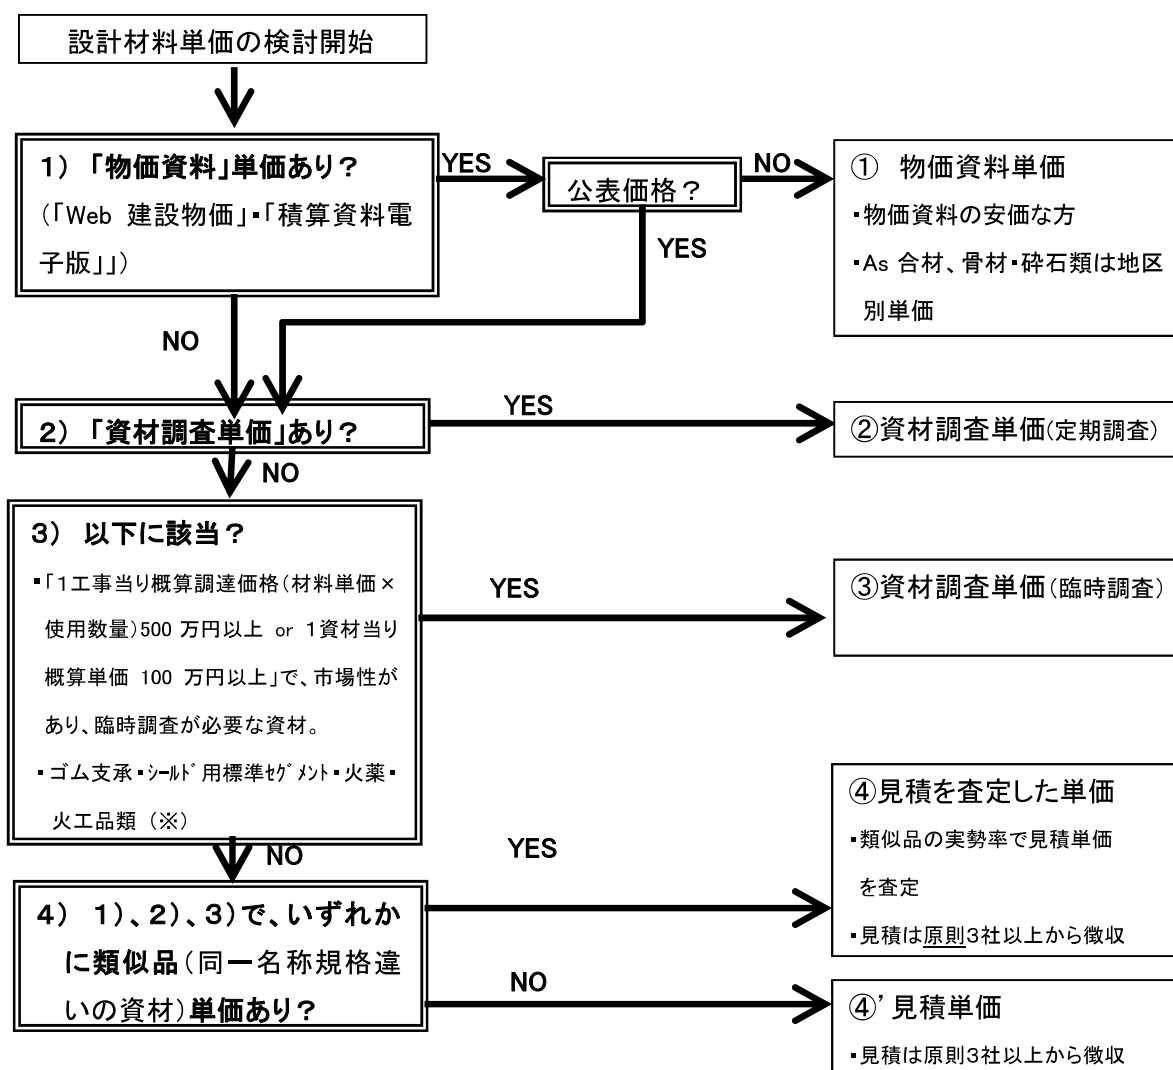 設計材料単価の検討開始
1）「物価資料」単価あり？
（「Web 建設物価」・「積算資料電
子版」」）
YES
公表価格？
NO
① 物価資料単価
・物価資料の安価な方
・As 合材、骨材・砕石類は地区
別単価
YES
NO
2）「資材調査単価」あり？
YES
②資材調査単価（定期調査）
NO
3） 以下に該当？
・「１工事当り概算調達価格（材料単価×
使用数量）500 万円以上 or １資材当り
概算単価 100 万円以上」で、市場性が
あり、臨時調査が必要な資材。
・ゴム支承・ｼｰﾙﾄﾞ用標準ｾｸﾞﾒﾝﾄ・火薬・
火工品類 （※）
YES
③資材調査単価（臨時調査）
NO
4） 1）、2）、3）で、いずれか
に類似品（同一名称規格違
いの資材）単価あり？
YES
④見積を査定した単価
・類似品の実勢率で見積単価
を査定
・見積は原則3社以上から徴収
NO
④’見積単価
・見積は原則3社以上から徴収